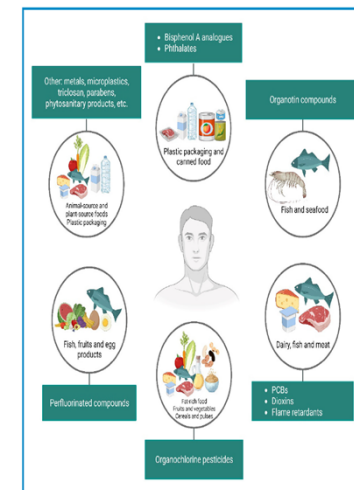 • Bisphenol A analogues
• Phthalates
Plastic packaging and
canned food
Other: metals, microplastics,
triclosan, parabens,
phytosanitary products, etc.
Animal-source and
plant-source foods
Plastic packaging
Organotin compounds
Fish and seafood
Fish, fruits and egg
products
Perfluorinated compounds
Fat-rich food
Fruits and vegetables
Cereals and pulses
Organochlorine pesticides
Dairy, fish and meat
• PCBs
• Dioxins
• Flame retardants